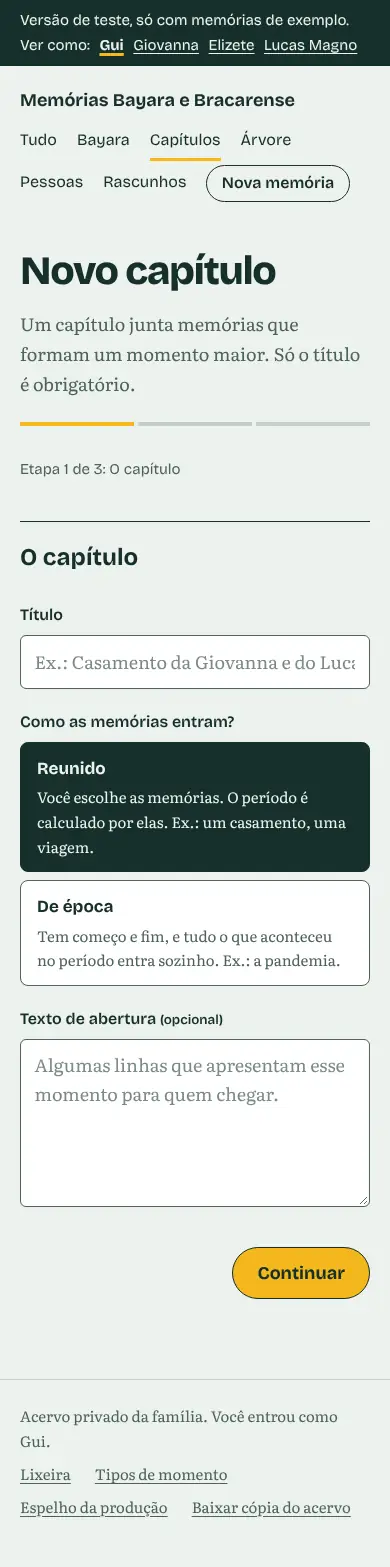 Versão de teste, só com memórias de exemplo.
Ver como: Gui Giovanna Elizete Lucas Magno
Memórias Bayara e Bracarense
Tudo Bayara Capítulos Árvore
Pessoas Rascunhos Nova memória
Novo capítulo
Um capítulo junta memórias que
formam um momento maior. Só o título
é obrigatório.
Etapa 1 de 3: O capítulo
O capítulo
Título
Ex.: Casamento da Giovanna e do Luca
Como as memórias entram?
Reunido
Você escolhe as memórias. O período é
calculado por elas. Ex.: um casamento, uma
viagem.
De época
Tem começo e fim, e tudo o que aconteceu
no período entra sozinho. Ex.: a pandemia.
Texto de abertura (opcional)
Algumas linhas que apresentam esse
momento para quem chegar.
Continuar
Acervo privado da família. Você entrou como
Gui.
Lixeira Tipos de momento
Espelho da produção Baixar cópia do acervo